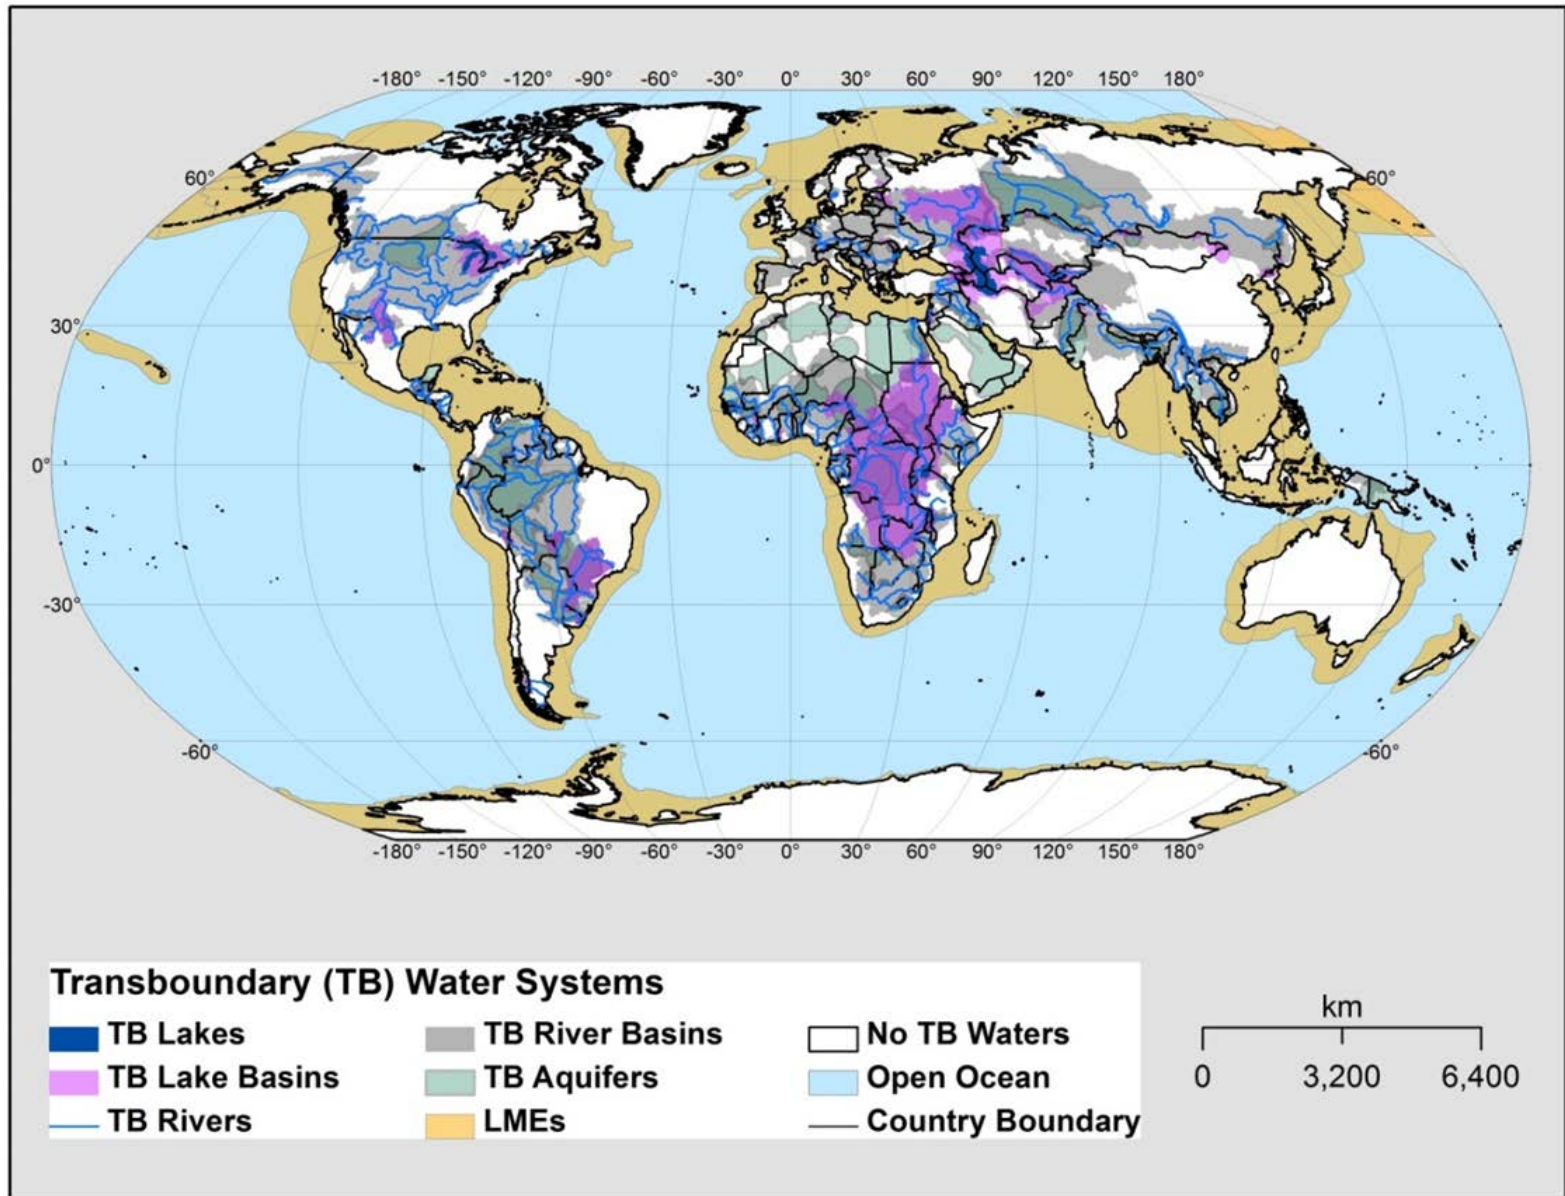 -180° -150° -120° -90° -60° -30° 0° 30° 60° 90° 120° 150° 180°
60° 60°
30°
0°
-30°
-60° -60°
-180° -150° -120° -90° -60° -30° 0° 30° 60° 90° 120° 150° 180°
Transboundary (TB) Water Systems
TB Lakes TB River Basins No TB Waters
TB Lake Basins TB Aquifers Open Ocean
TB Rivers LMEs Country Boundary
km
0 3,200 6,400